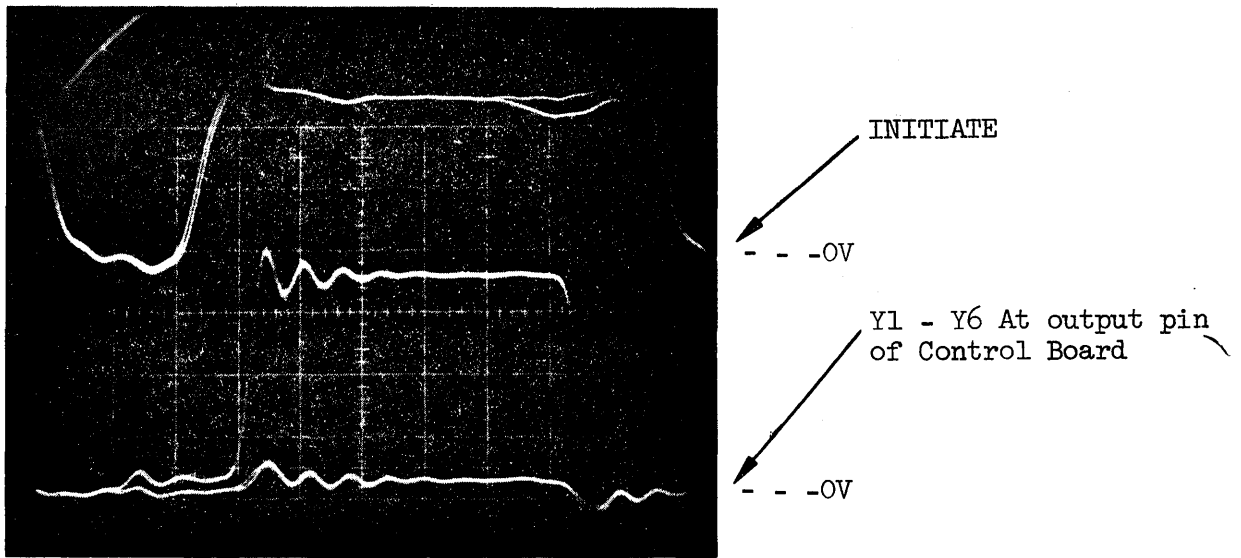 INITIATE
- - -OV
Y1 - Y6 At output pin
of Control Board
- - -OV